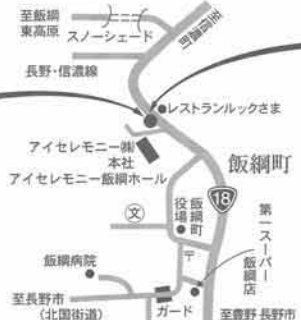 至飯綱
東高原
スノーシェード
至信濃町
長野・信濃線
レストランルックさま
アイセレモニー㈱
本社
アイセレモニー飯綱ホール
飯綱町
18
文
飯綱町
役場
第一スーパー
飯綱店
〒
飯綱病院
至長野市
(北国街道)
ガード
至豊野 長野市